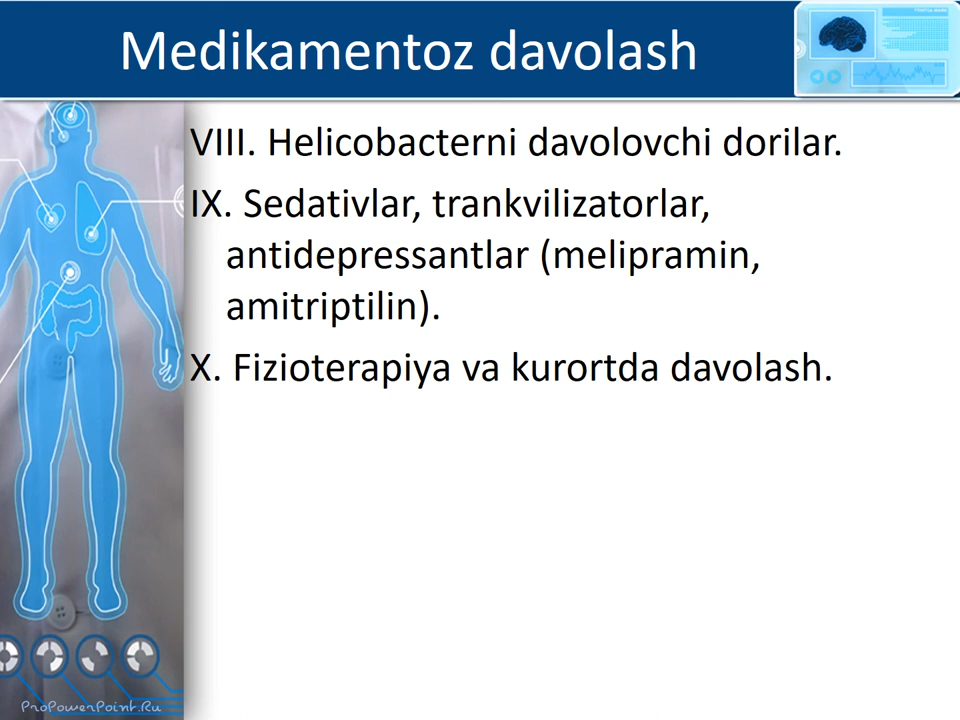 Medikamentoz davolash
VIII. Helicobacterni davolovchi dorilar.
IX. Sedativlar, trankvilizatorlar,
antidepressantlar (melipramin,
amitriptilin).
X. Fizioterapiya va kurortda davolash.
ProPowerPoint.Ru